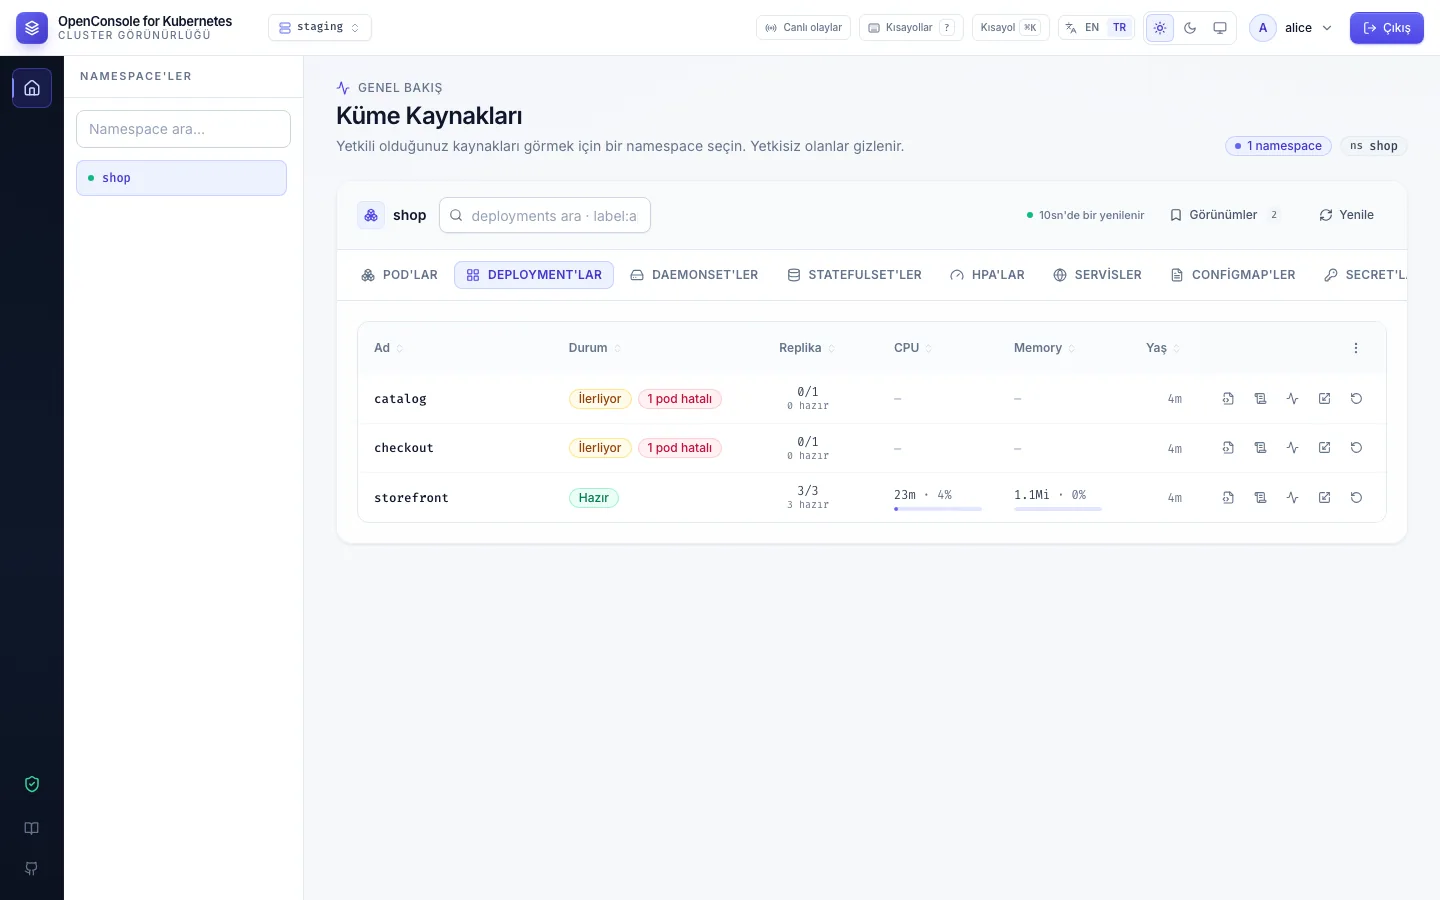 OpenConsole for Kubernetes
CLUSTER GÖRÜNÜRLÜĞÜ
staging
Canlı olaylar
Kısayollar ?
Kısayol ⌘K
EN TR
A alice
Çıkış
NAMESPACE'LER
Namespace ara...
shop
GENEL BAKIŞ
Küme Kaynakları
Yetkili olduğunuz kaynakları görmek için bir namespace seçin. Yetkisiz olanlar gizlenir.
1 namespace
ns shop
shop
deployments ara · label:a
10sn'de bir yenilenir
Görünümler 2
Yenile
POD'LAR
DEPLOYMENT'LAR
DAEMONSET'LER
STATEFULSET'LER
HPA'LAR
SERVİSLER
CONFİGMAP'LER
SECRET'LA
Ad Durum Replika CPU Memory Yaş
catalog İlerliyor 1 pod hatalı 0/1 – – 4m
0 hazır
checkout İlerliyor 1 pod hatalı 0/1 – – 4m
0 hazır
storefront Hazır 3/3 23m · 4% 1.1Mi · 0% 4m
3 hazır